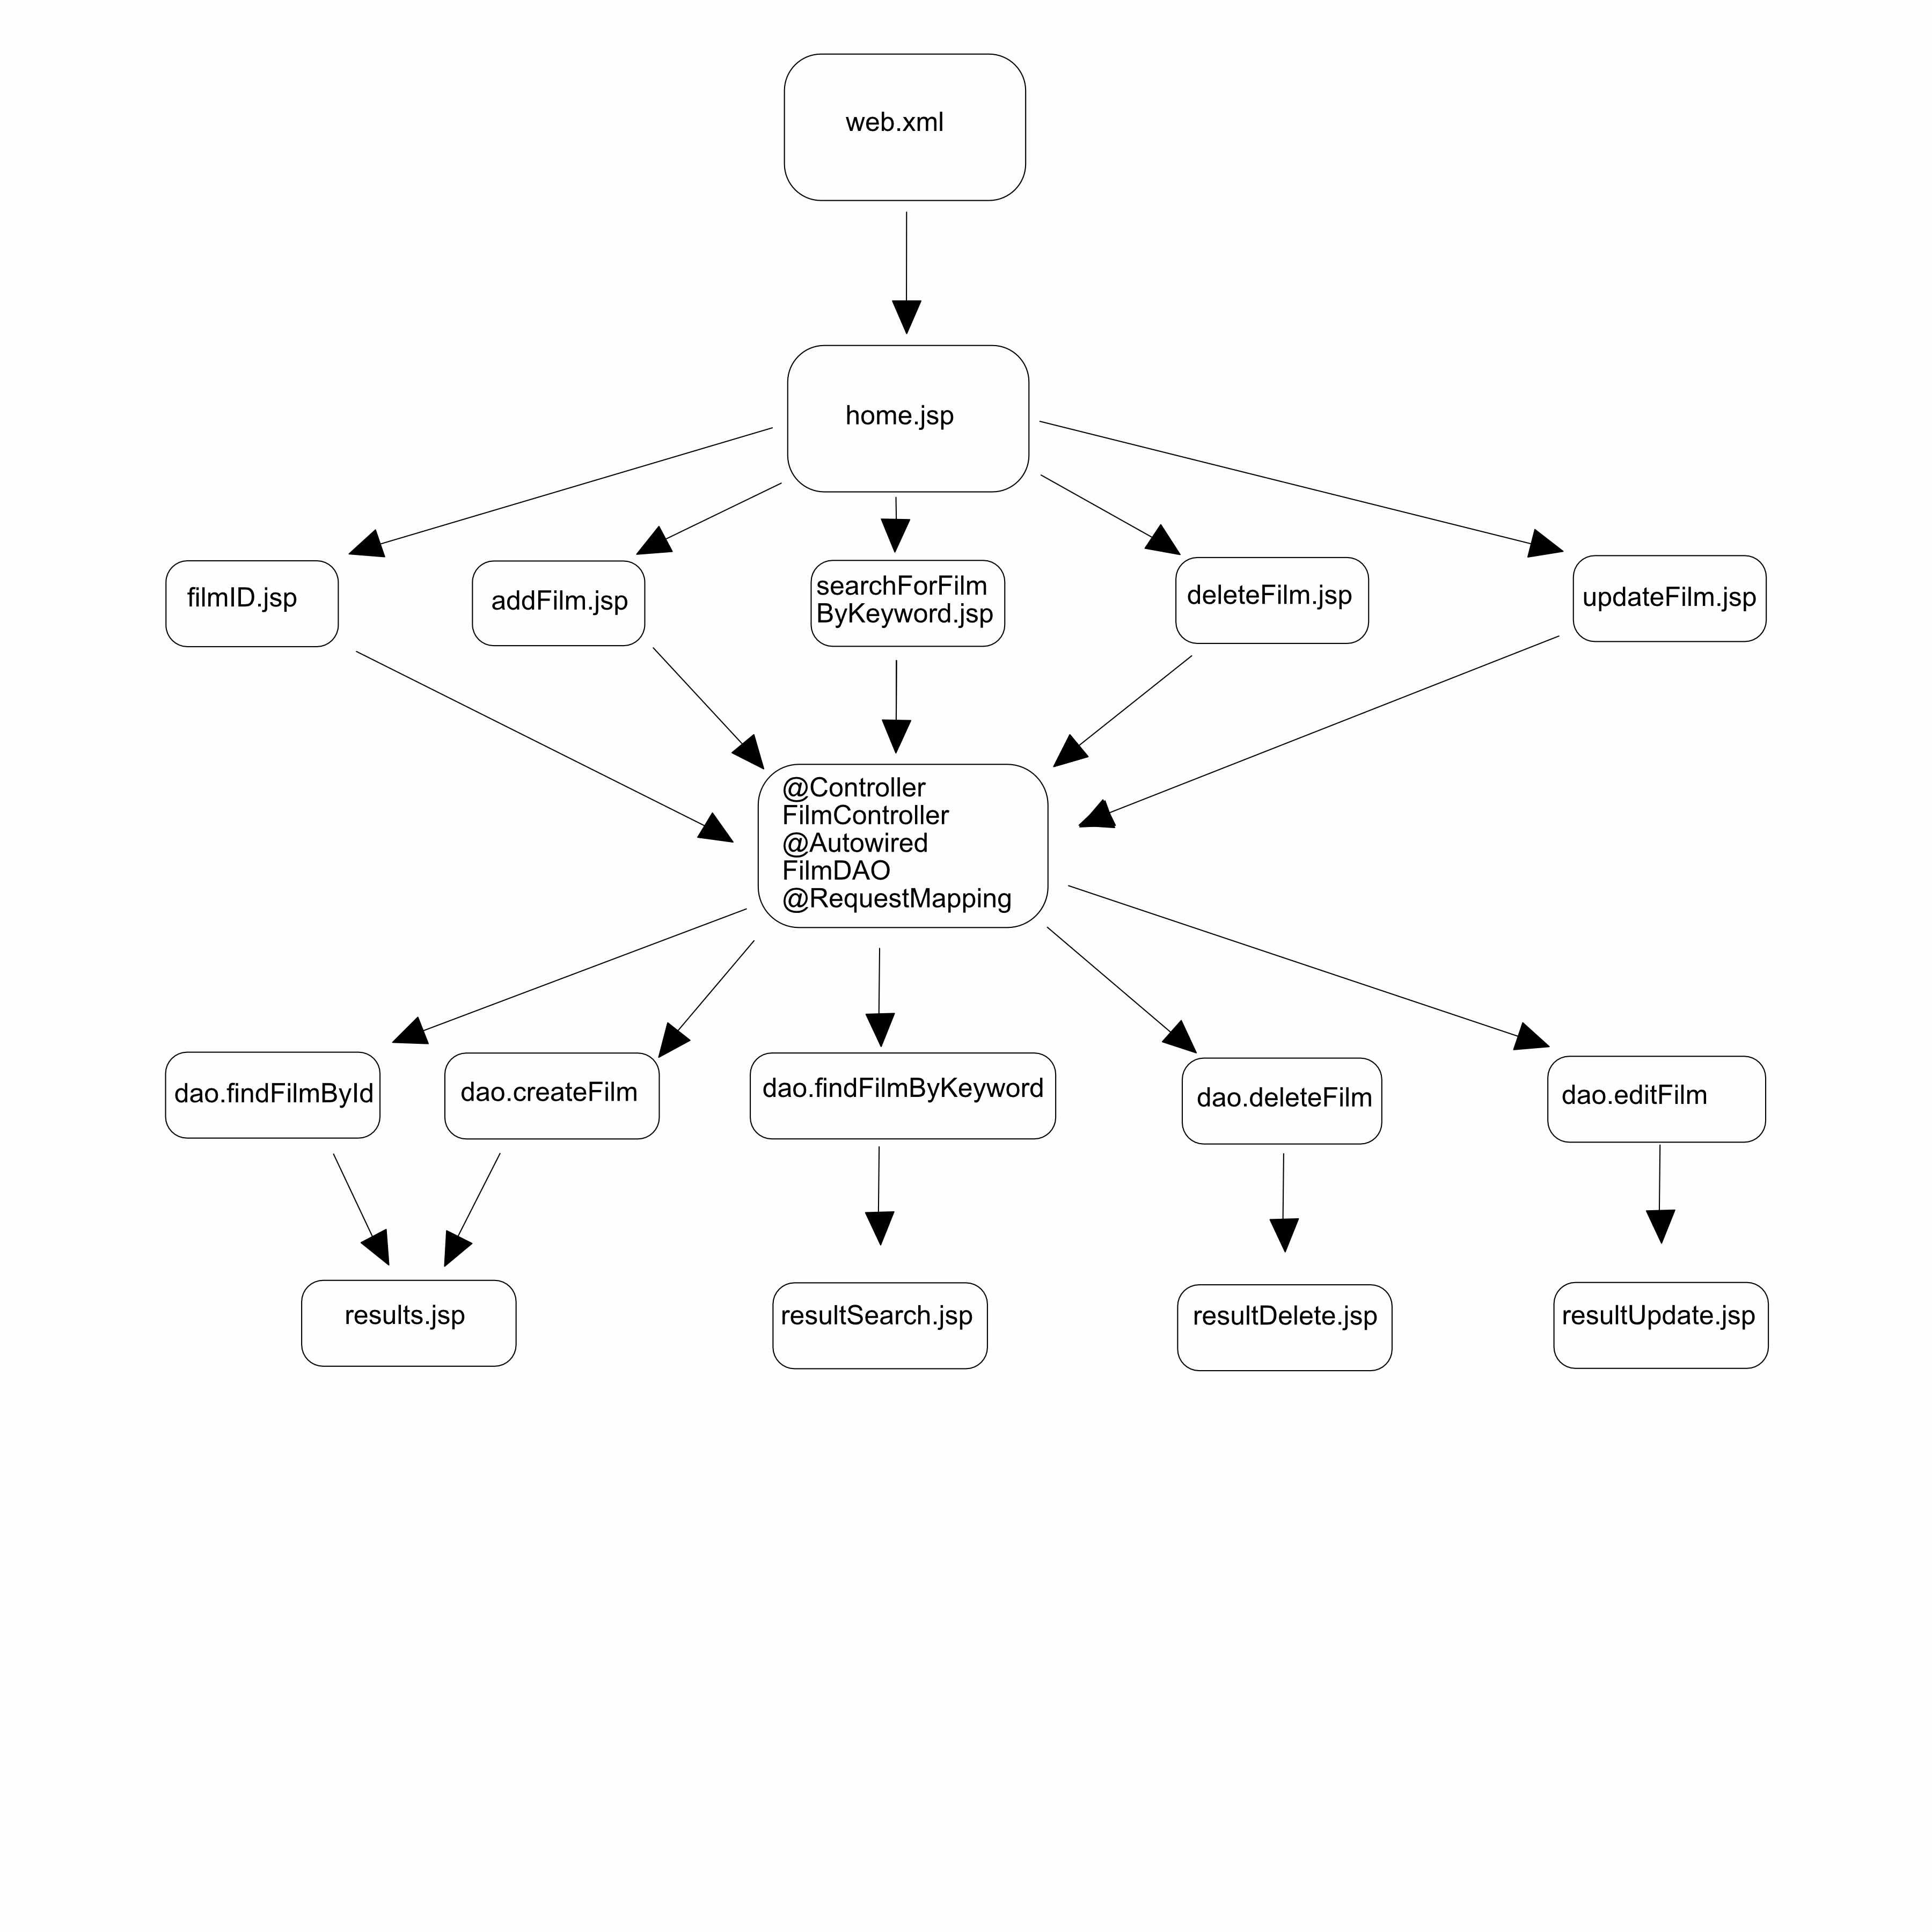 web.xml
home.jsp
filmID.jsp
addFilm.jsp
searchForFilm
ByKeyword.jsp
deleteFilm.jsp
updateFilm.jsp
@Controller
FilmController
@Autowired
FilmDAO
@RequestMapping
dao.findFilmById
dao.createFilm
dao.findFilmByKeyword
dao.deleteFilm
dao.editFilm
results.jsp
resultSearch.jsp
resultDelete.jsp
resultUpdate.jsp